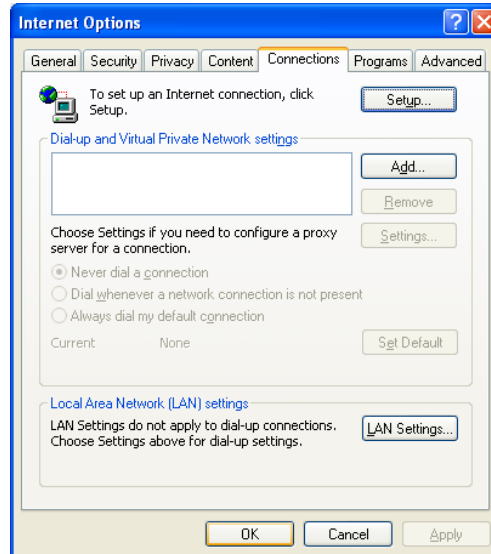 Internet Options
General Security Privacy Content Connections Programs Advanced
To set up an Internet connection, click
Setup.
Setup...
Dial-up and Virtual Private Network settings
Add...
Remove
Choose Settings if you need to configure a proxy
server for a connection.
Settings...
Never dial a connection
Dial whenever a network connection is not present
Always dial my default connection
Current None
Set Default
Local Area Network (LAN) settings
LAN Settings do not apply to dial-up connections.
Choose Settings above for dial-up settings.
LAN Settings...
OK Cancel Apply